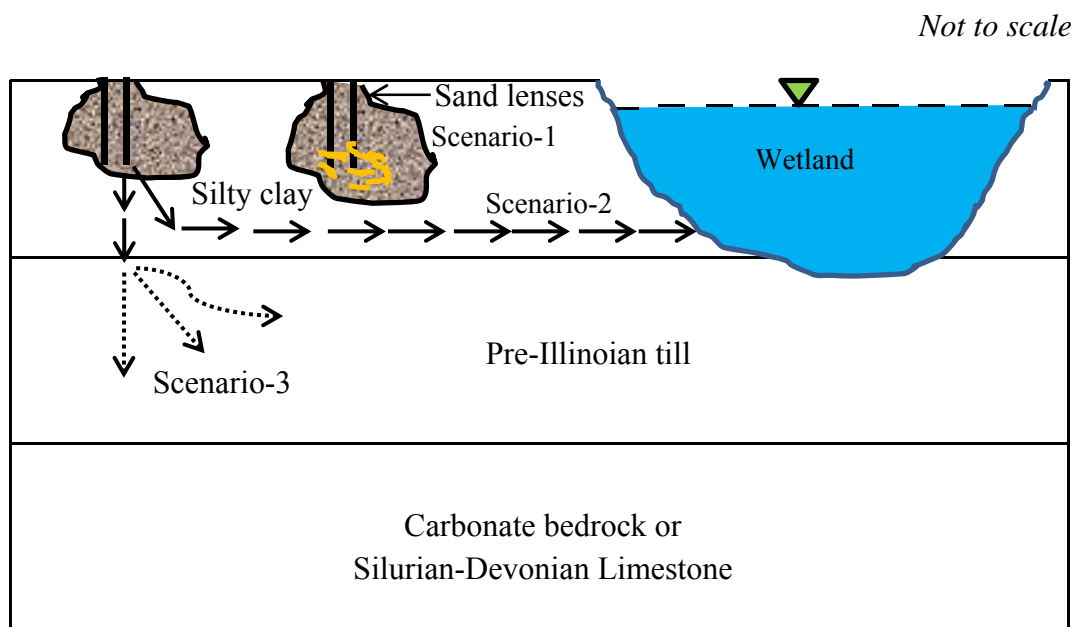 Not to scale
Sand lenses
Scenario-1
Wetland
Silty clay
Scenario-2
Pre-Illinoian till
Scenario-3
Carbonate bedrock or
Silurian-Devonian Limestone